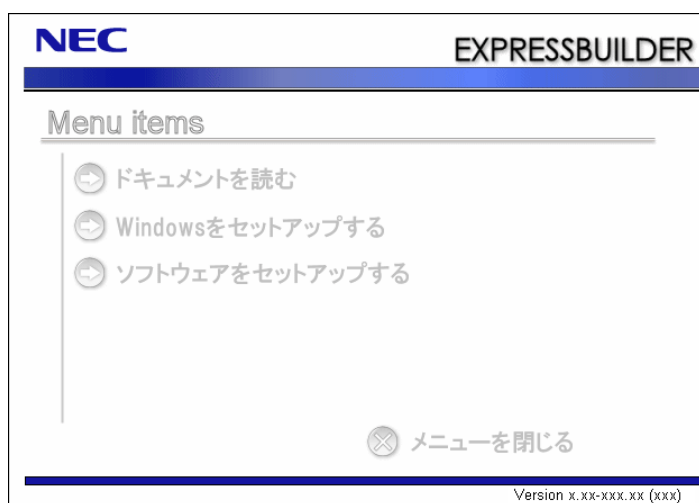 NEC
EXPRESSBUILDER
Menu items
ドキュメントを読む
Windowsをセットアップする
ソフトウェアをセットアップする
メニューを閉じる
Version x.xx-xxx.xx (xxx)